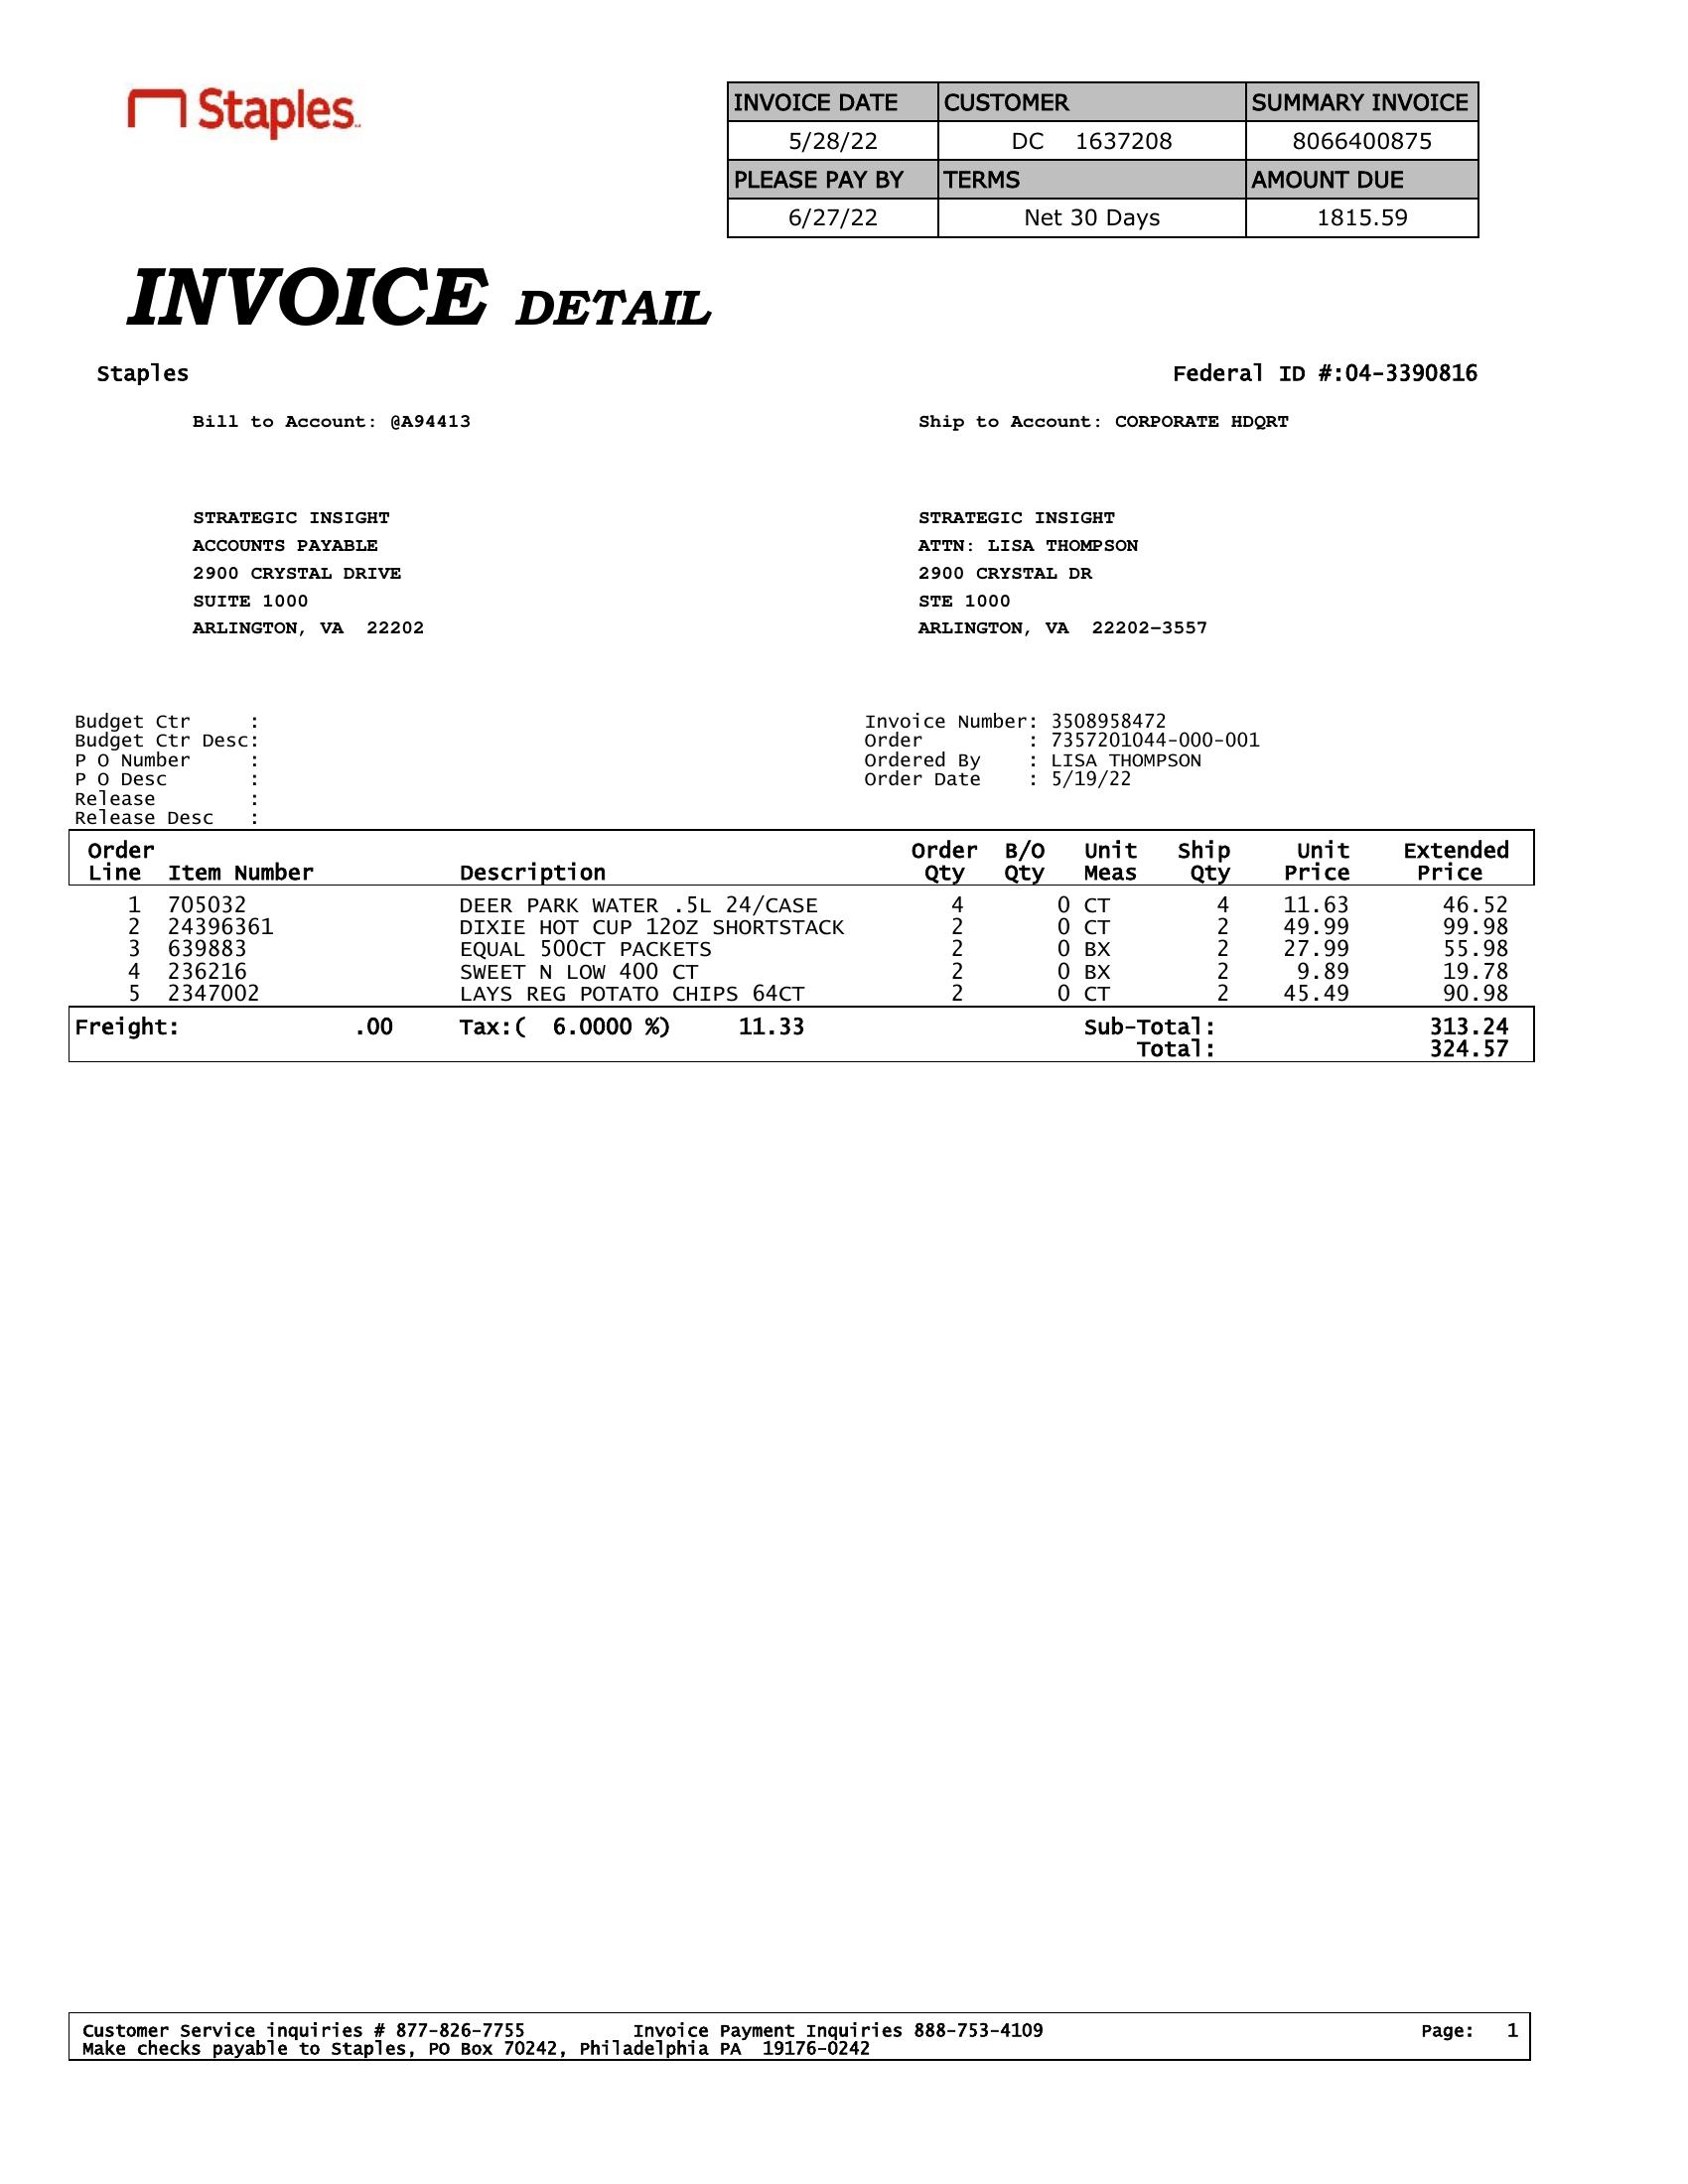 Staples
INVOICE DATE CUSTOMER SUMMARY INVOICE
5/28/22 DC 1637208 8066400875
PLEASE PAY BY TERMS AMOUNT DUE
6/27/22 Net 30 Days 1815.59
INVOICE DETAIL
Staples Federal ID #:04-3390816
Bill to Account: @A94413 Ship to Account: CORPORATE HDQRT
STRATEGIC INSIGHT STRATEGIC INSIGHT
ACCOUNTS PAYABLE ATTN: LISA THOMPSON
2900 CRYSTAL DRIVE 2900 CRYSTAL DR
SUITE 1000 STE 1000
ARLINGTON, VA 22202 ARLINGTON, VA 22202-3557
Budget Ctr : Invoice Number: 3508958472
Budget Ctr Desc: Order : 7357201044-000-001
P O Number : Ordered By : LISA THOMPSON
P O Desc : Order Date : 5/19/22
Release :
Release Desc :
Order Order B/O Unit Ship Unit Extended
Line Item Number Description Qty Qty Meas Qty Price Price
1 705032 DEER PARK WATER .5L 24/CASE 4 0 CT 4 11.63 46.52
2 24396361 DIXIE HOT CUP 12OZ SHORTSTACK 2 0 CT 2 49.99 99.98
3 639883 EQUAL 500CT PACKETS 2 0 BX 2 27.99 55.98
4 236216 SWEET N LOW 400 CT 2 0 BX 2 9.89 19.78
5 2347002 LAYS REG POTATO CHIPS 64CT 2 0 CT 2 45.49 90.98
Freight: .00 Tax:( 6.0000 %) 11.33 Sub-Total: 313.24
Total: 324.57
Customer Service inquiries # 877-826-7755 Invoice Payment Inquiries 888-753-4109 Page: 1
Make checks payable to Staples, PO Box 70242, Philadelphia PA 19176-0242